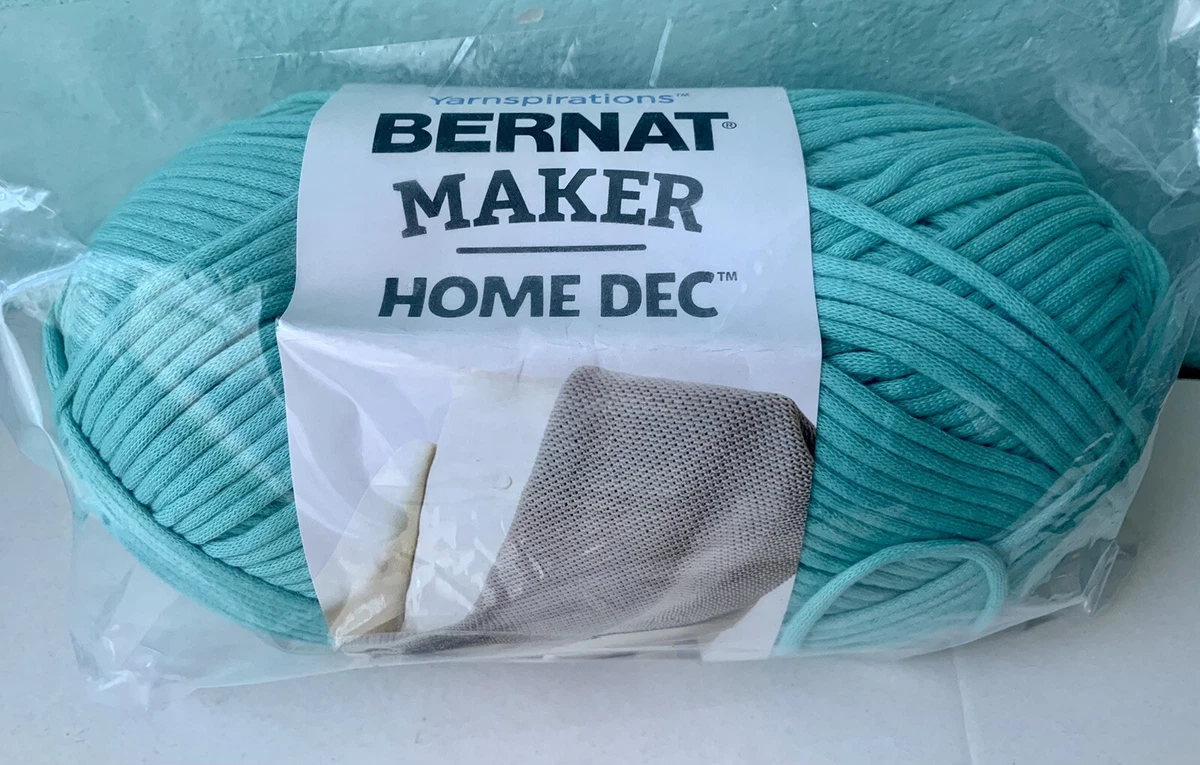 Yarnspirations™
BERNAT®
MAKER
HOME DEC™